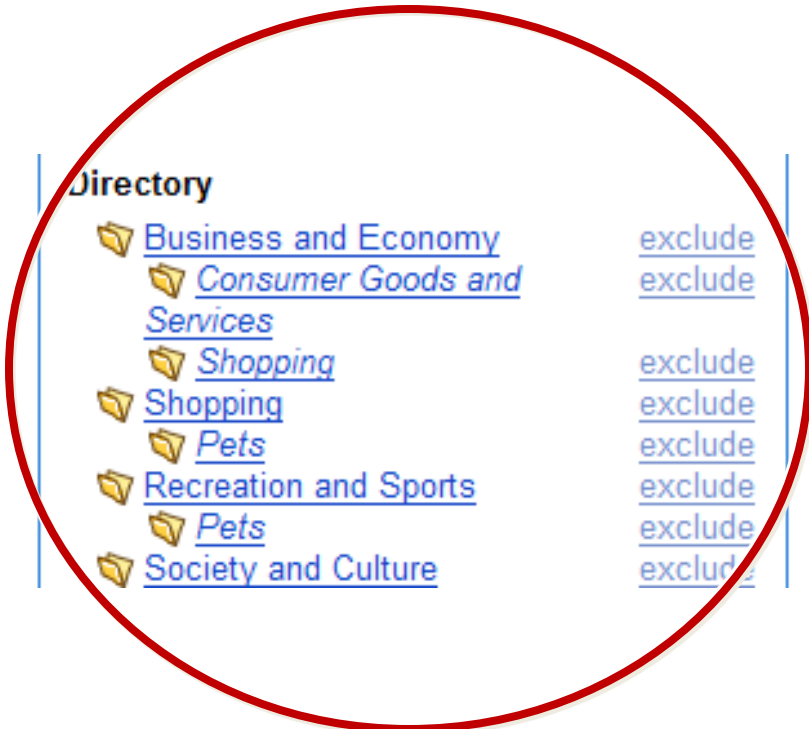 Directory
Business and Economy exclude
Consumer Goods and exclude
Services
Shopping exclude
Shopping exclude
Pets exclude
Recreation and Sports exclude
Pets exclude
Society and Culture exclude